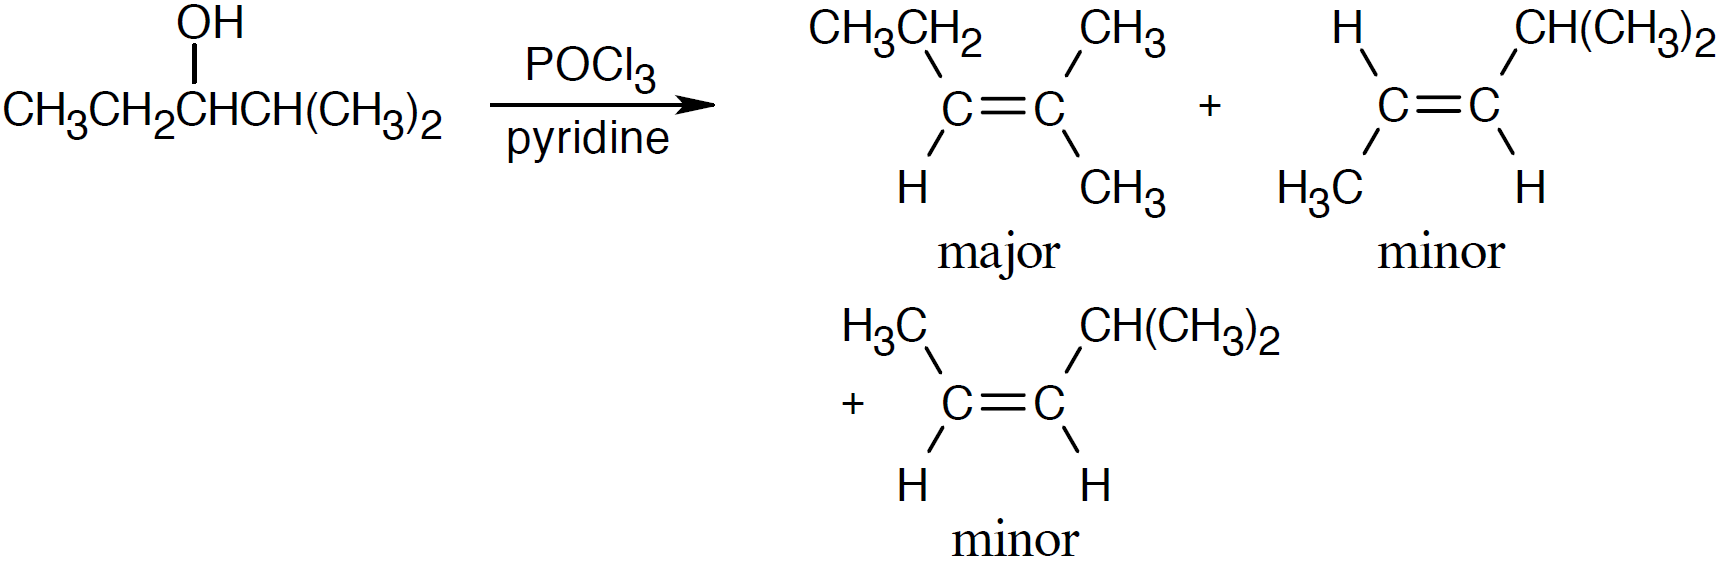 OH
CH3CH2CHCH(CH3)2
POCl3
pyridine
CH3CH2 CH3
C=C
H CH3
major
+
H CH(CH3)2
C=C
H3C H
minor
+
H3C CH(CH3)2
C=C
H H
minor